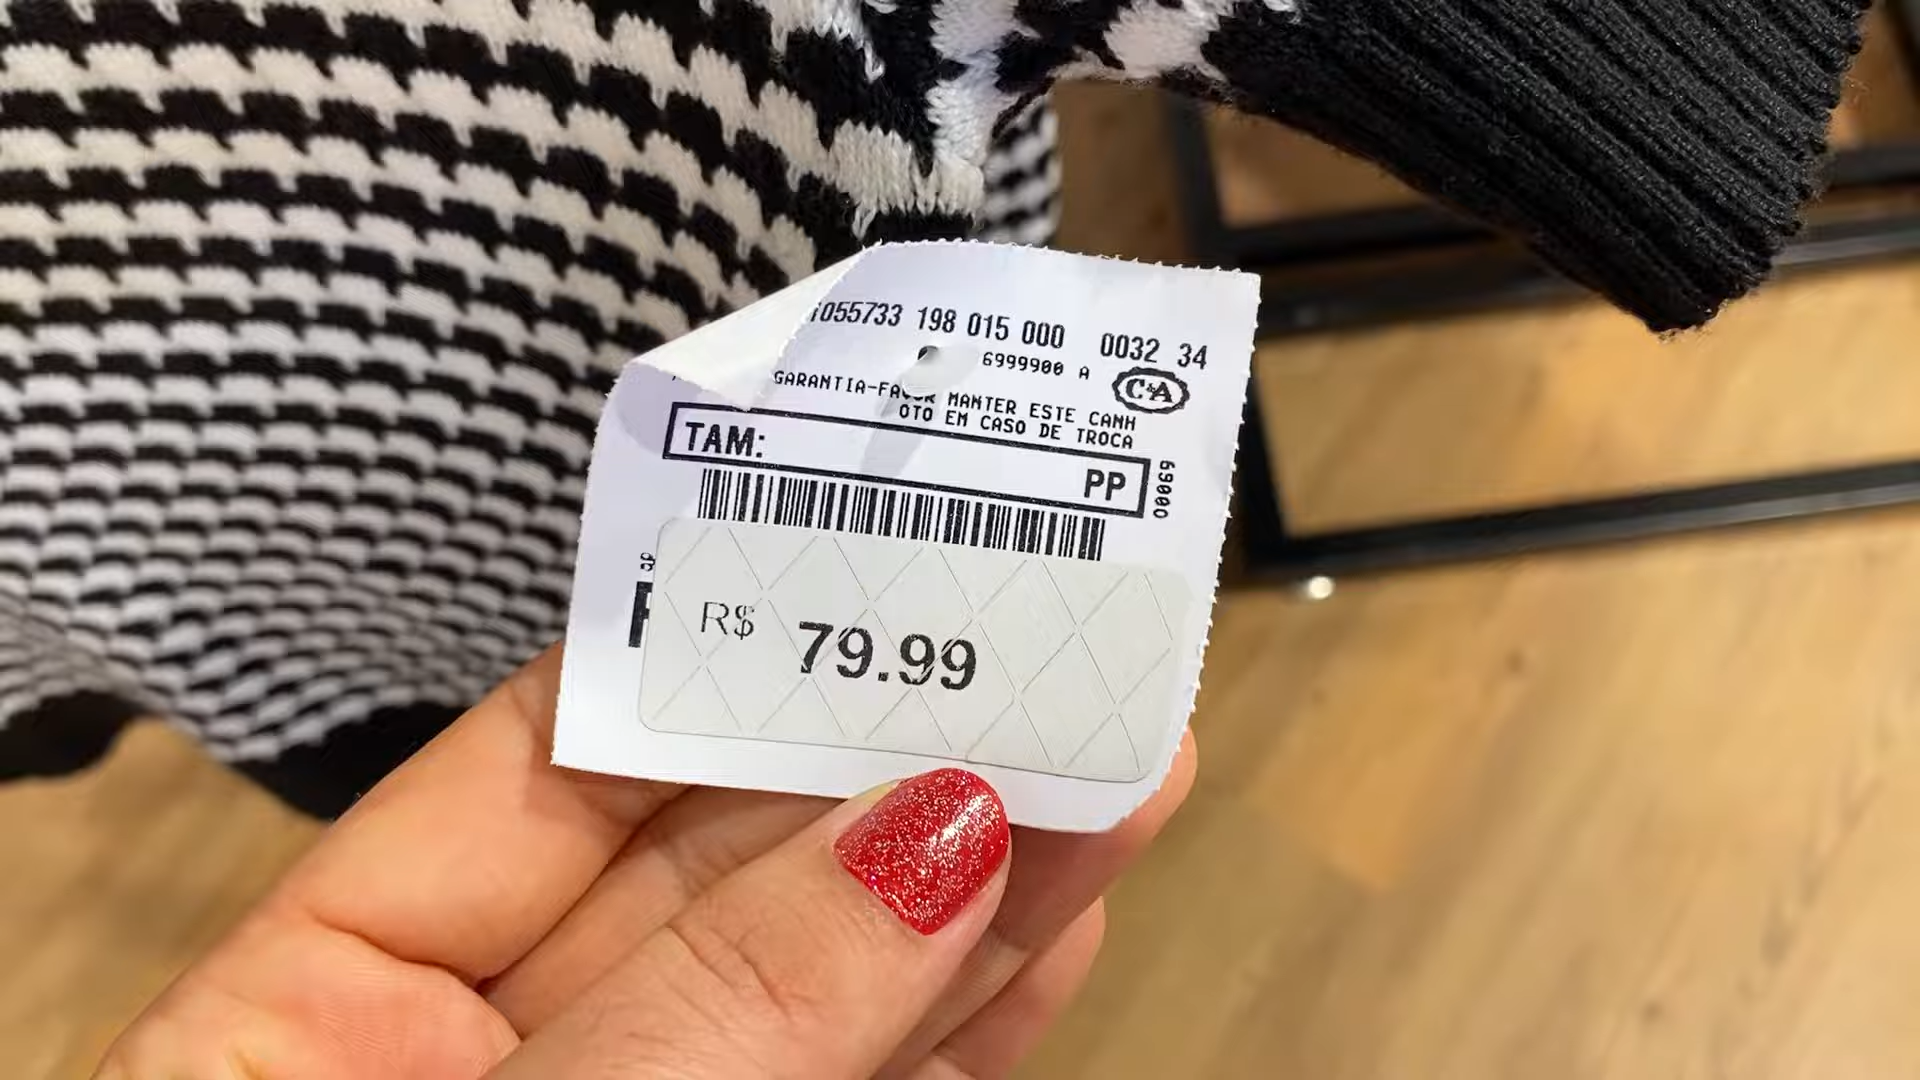 1055733 198 015 000 0032 34
6999900 A
C&A
GARANTIA-FAVOR MANTER ESTE CANH
OTO EM CASO DE TROCA
TAM:
PP
69000
R$ 79.99